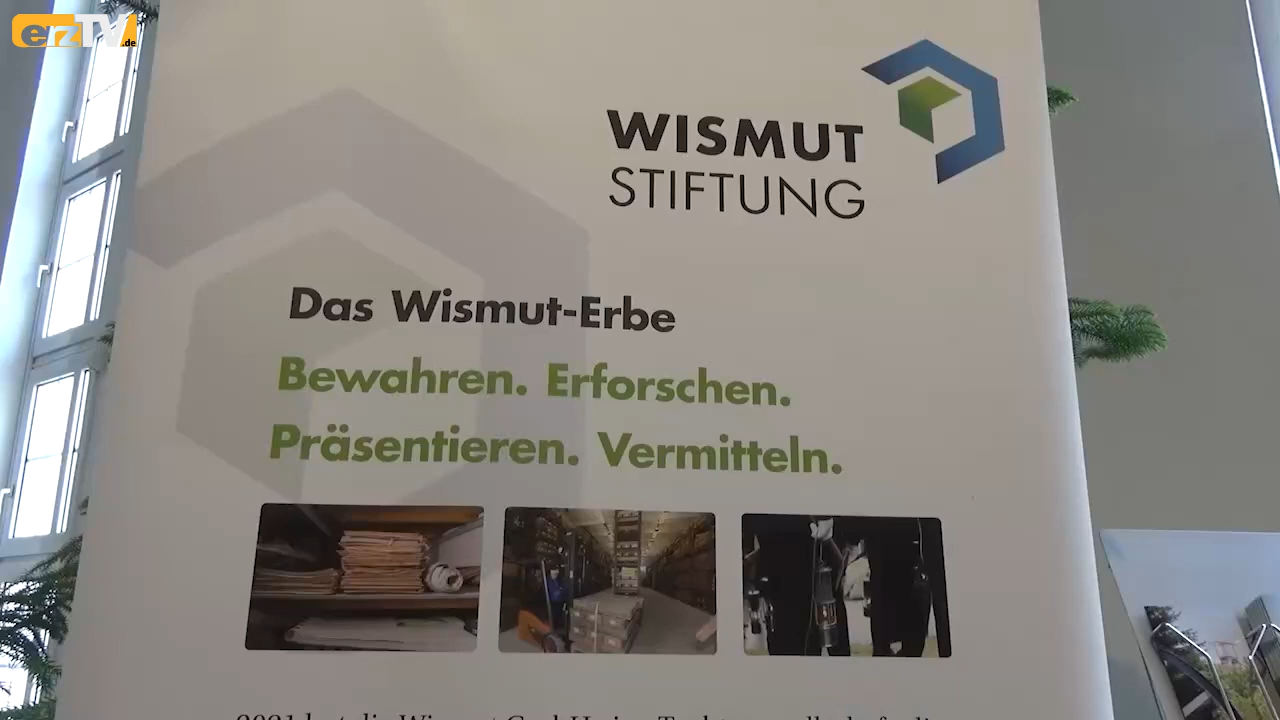 erzTV.de
WISMUT
STIFTUNG
Das Wismut-Erbe
Bewahren. Erforschen.
Präsentieren. Vermitteln.